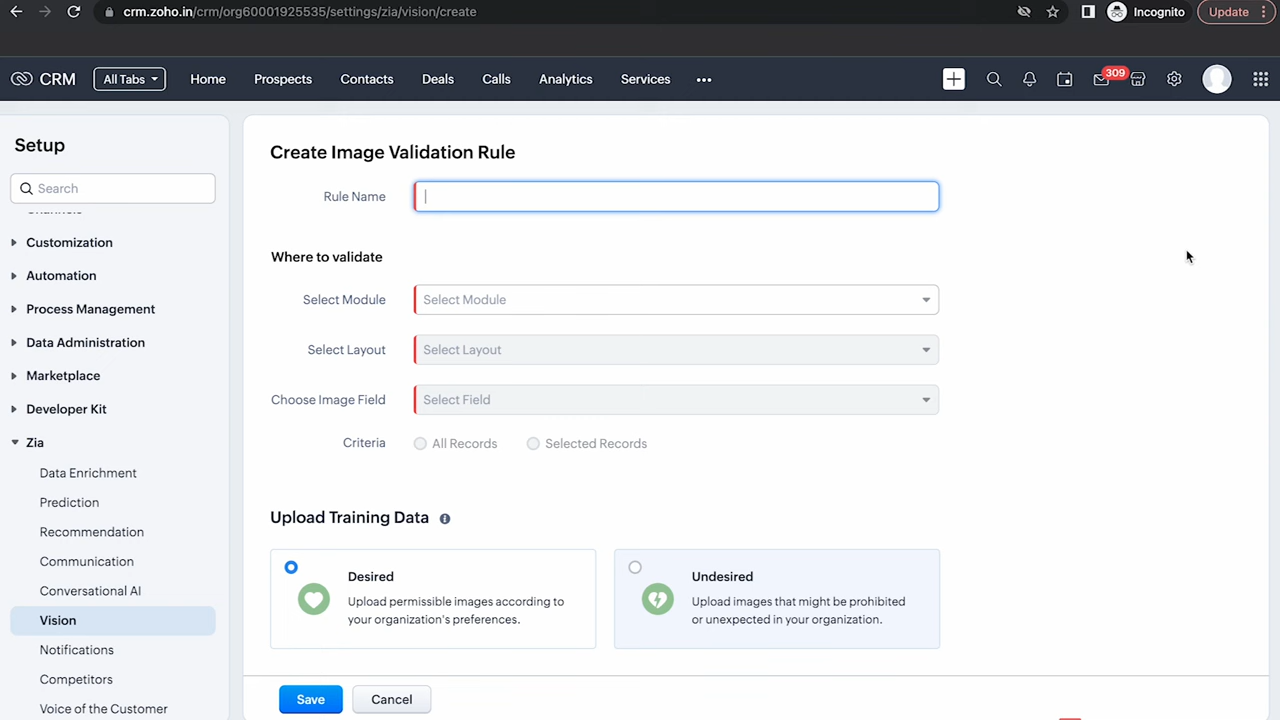 crm.zoho.in/crm/org60001925535/settings/zia/vision/create
Incognito
Update
CRM
All Tabs
Home
Prospects
Contacts
Deals
Calls
Analytics
Services
309
Setup
Search
Channels
Customization
Automation
Process Management
Data Administration
Marketplace
Developer Kit
Zia
Data Enrichment
Prediction
Recommendation
Communication
Conversational AI
Vision
Notifications
Competitors
Voice of the Customer
Create Image Validation Rule
Rule Name
Where to validate
Select Module
Select Module
Select Layout
Select Layout
Choose Image Field
Select Field
Criteria
All Records
Selected Records
Upload Training Data
Desired
Upload permissible images according to
your organization's preferences.
Undesired
Upload images that might be prohibited
or unexpected in your organization.
Save
Cancel